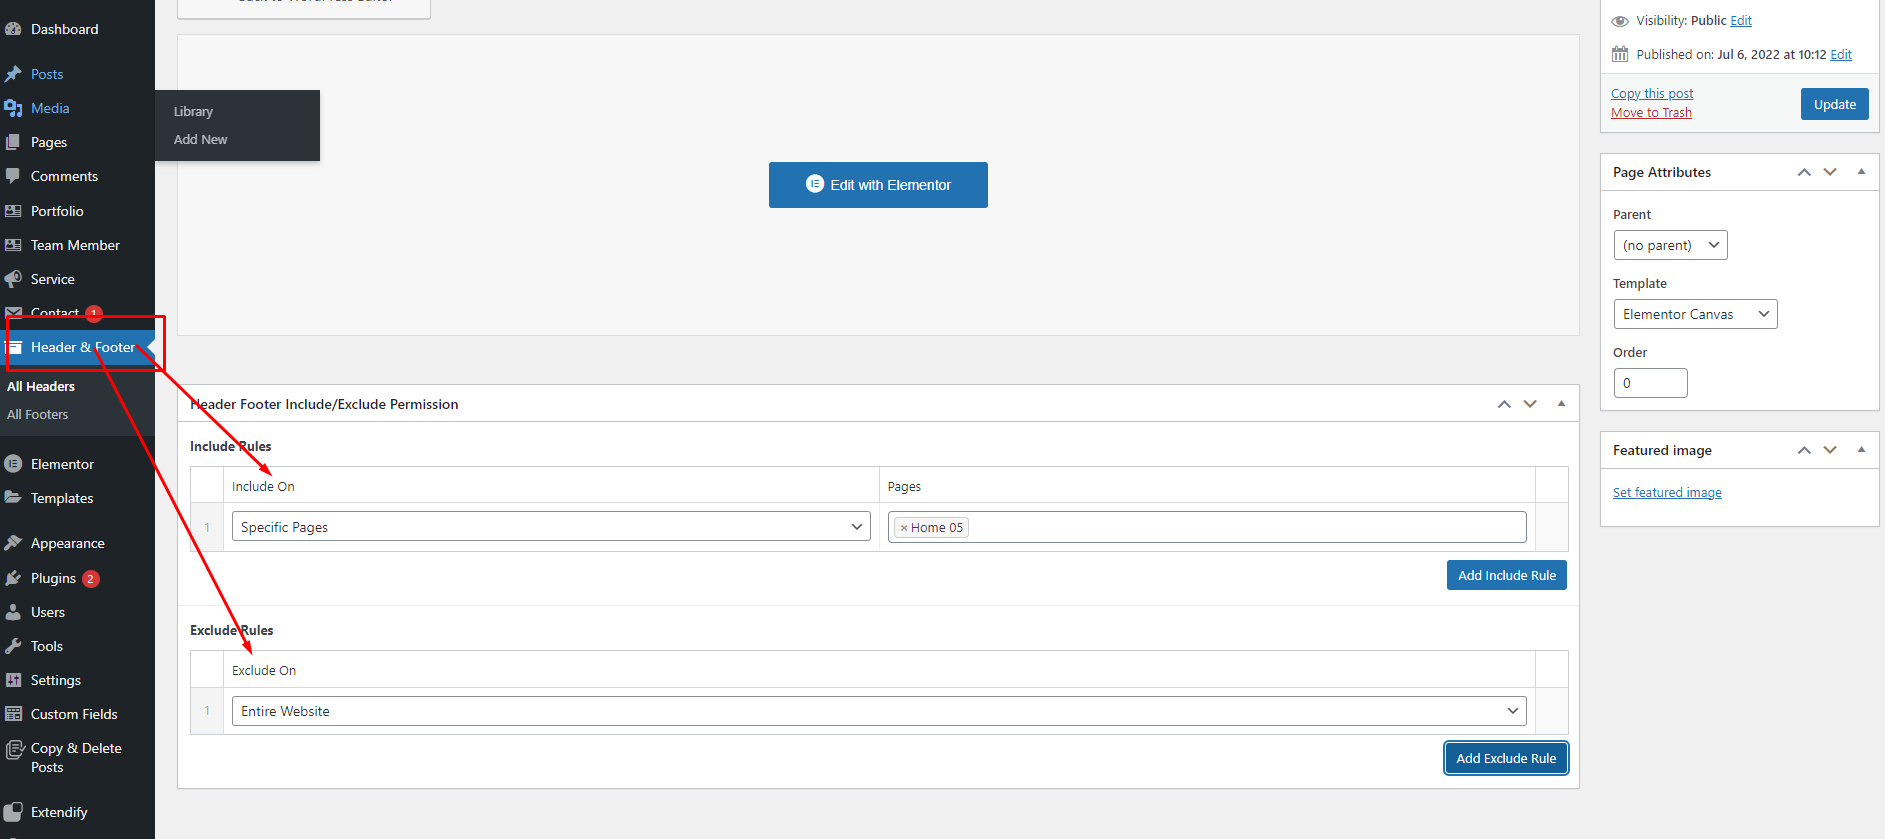 Dashboard
Posts
Media
Library
Add New
Pages
Comments
Portfolio
Team Member
Service
Contact 1
Header & Footer
All Headers
All Footers
Elementor
Templates
Appearance
Plugins 2
Users
Tools
Settings
Custom Fields
Copy & Delete
Posts
Extendify
Back to WordPress Editor
Edit with Elementor
Header Footer Include/Exclude Permission
Include Rules
Include On Pages
1 Specific Pages × Home 05
Add Include Rule
Exclude Rules
Exclude On
1 Entire Website
Add Exclude Rule
Visibility: Public Edit
Published on: Jul 6, 2022 at 10:12 Edit
Copy this post
Move to Trash
Update
Page Attributes
Parent
(no parent)
Template
Elementor Canvas
Order
0
Featured image
Set featured image